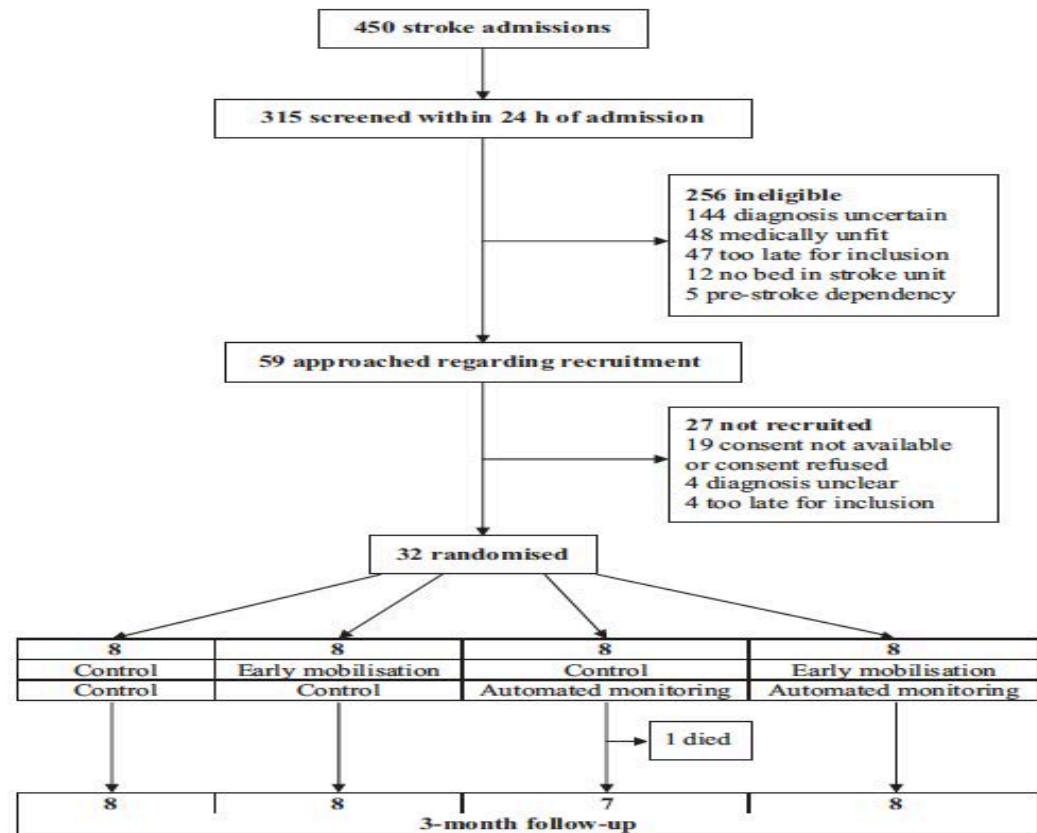 450 stroke admissions
315 screened within 24 h of admission
256 ineligible
144 diagnosis uncertain
48 medically unfit
47 too late for inclusion
12 no bed in stroke unit
5 pre-stroke dependency
59 approached regarding recruitment
27 not recruited
19 consent not available
or consent refused
4 diagnosis unclear
4 too late for inclusion
32 randomised
8 8 8 8
Control Early mobilisation Control Early mobilisation
Control Control Automated monitoring Automated monitoring
1 died
8 8 7 8
3-month follow-up